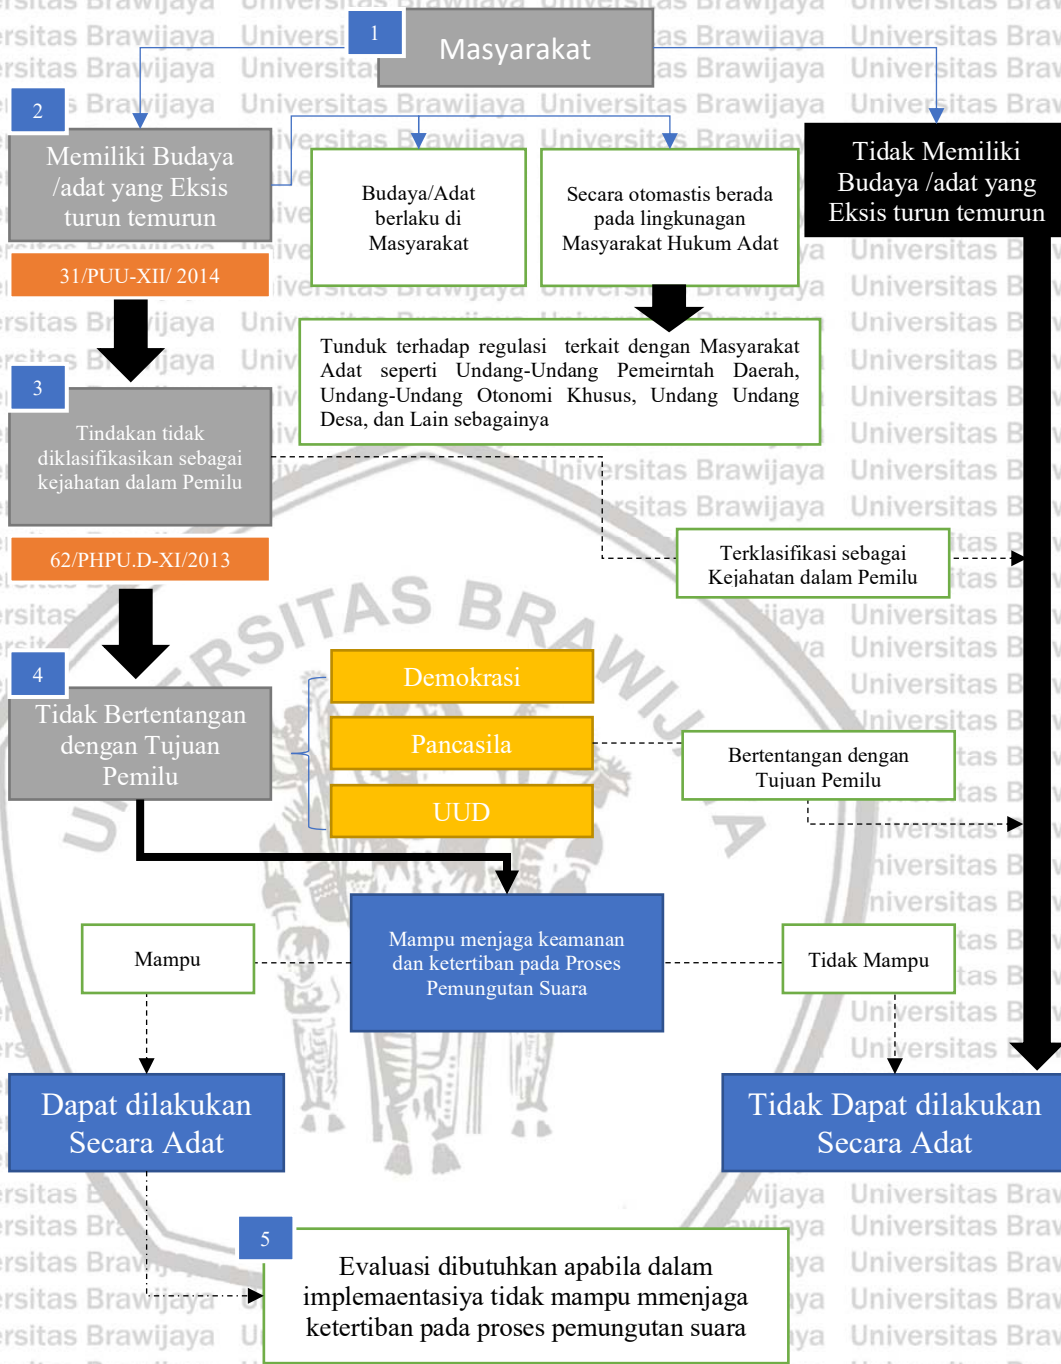 1
Masyarakat
2
Memiliki Budaya
/adat yang Eksis
turun temurun
31/PUU-XII/ 2014
Budaya/Adat
berlaku di
Masyarakat
Secara otomastis berada
pada lingkunagan
Masyarakat Hukum Adat
Tidak Memiliki
Budaya /adat yang
Eksis turun temurun
Tunduk terhadap regulasi terkait dengan Masyarakat
Adat seperti Undang-Undang Pemeirntah Daerah,
Undang-Undang Otonomi Khusus, Undang Undang
Desa, dan Lain sebagainya
3
Tindakan tidak
diklasifikasikan sebagai
kejahatan dalam Pemilu
62/PHPU.D-XI/2013
Terklasifikasi sebagai
Kejahatan dalam Pemilu
4
Tidak Bertentangan
dengan Tujuan
Pemilu
Demokrasi
Pancasila
UUD
Bertentangan dengan
Tujuan Pemilu
Mampu
Mampu menjaga keamanan
dan ketertiban pada Proses
Pemungutan Suara
Tidak Mampu
Dapat dilakukan
Secara Adat
Tidak Dapat dilakukan
Secara Adat
5
Evaluasi dibutuhkan apabila dalam
implemaentasiya tidak mampu mmenjaga
ketertiban pada proses pemungutan suara
UNIVERSITAS BRAWIJAYA
Universitas Brawijaya